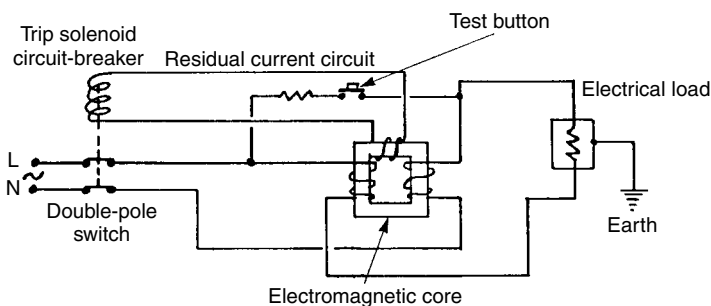 Test button
Trip solenoid
circuit-breaker
Residual current circuit
Electrical load
L
N
Double-pole
switch
Earth
Electromagnetic core